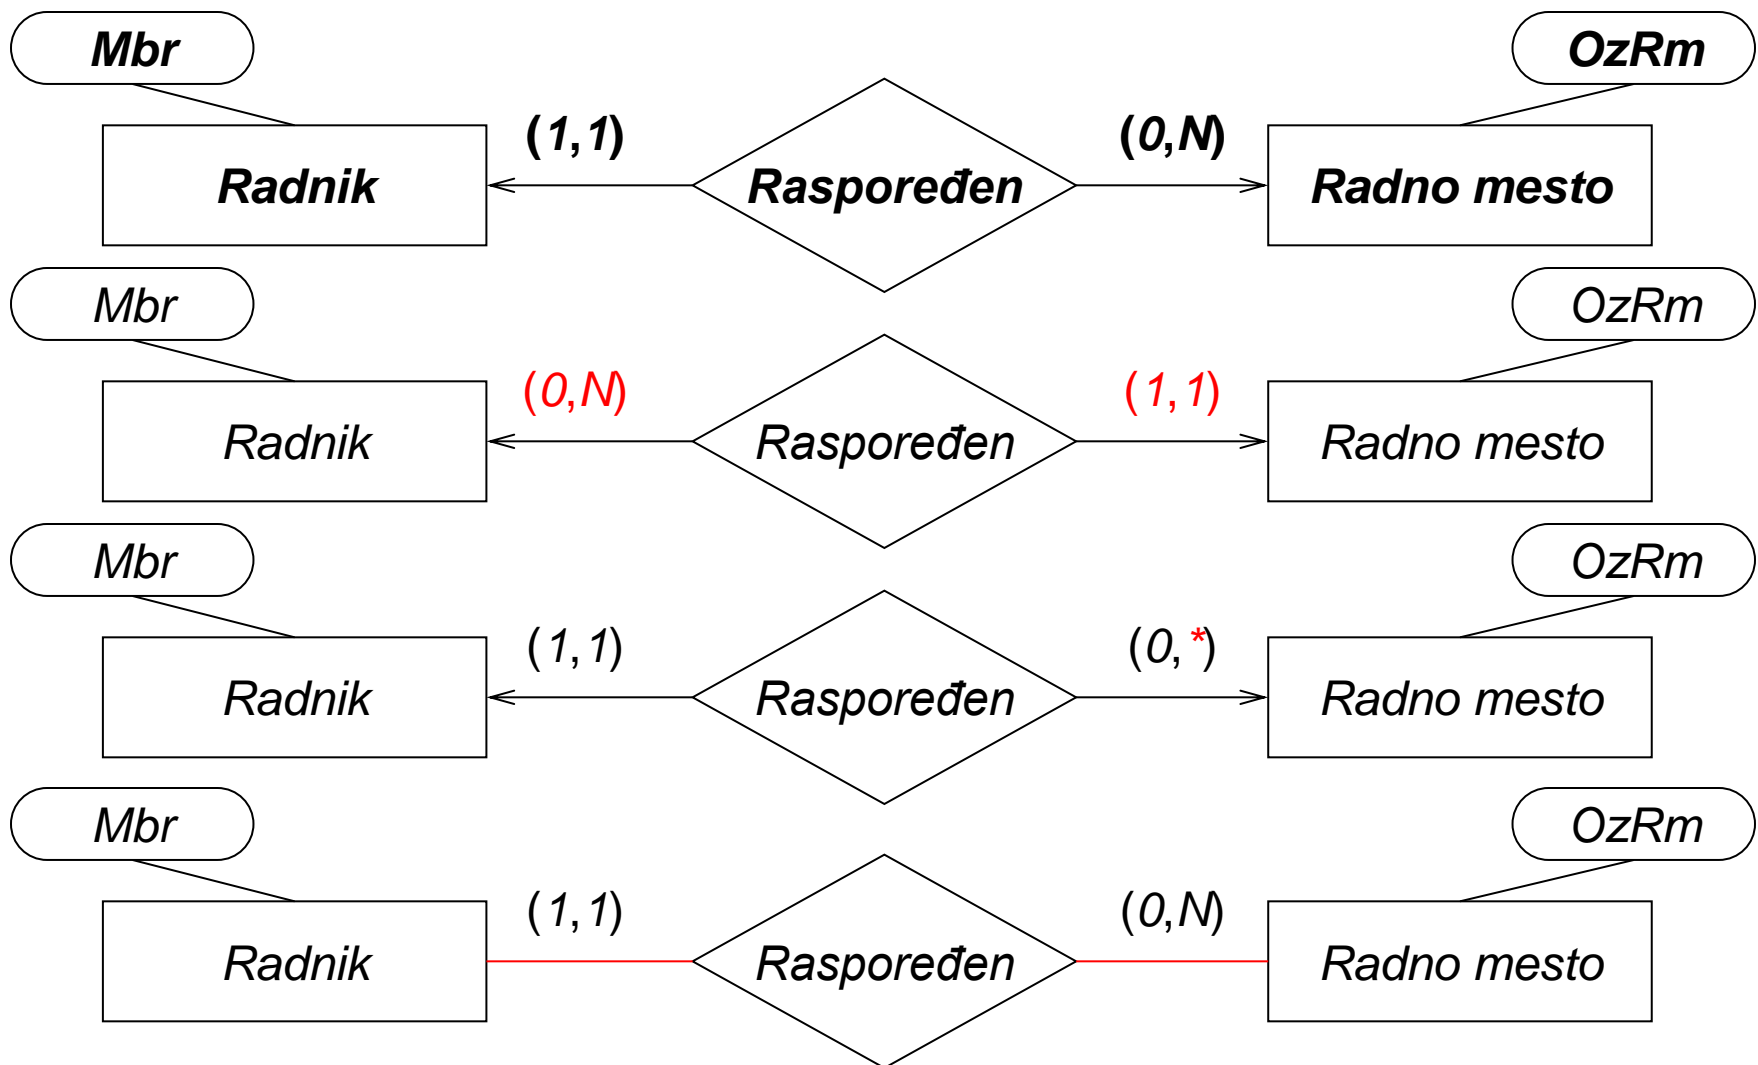 Mbr OzRm
(1,1) (0,N)
Radnik Raspoređen Radno mesto
Mbr OzRm
(0,N) (1,1)
Radnik Raspoređen Radno mesto
Mbr OzRm
(1,1) (0,*)
Radnik Raspoređen Radno mesto
Mbr OzRm
(1,1) (0,N)
Radnik Raspoređen Radno mesto